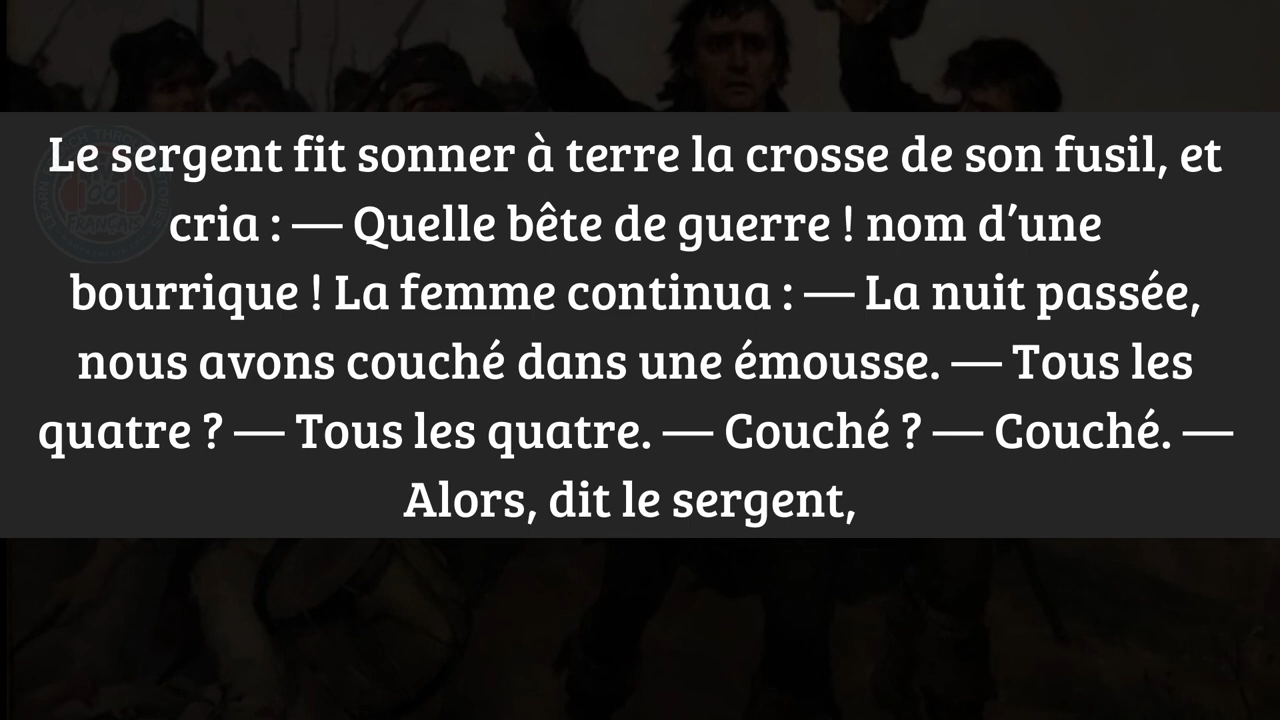 Le sergent fit sonner à terre la crosse de son fusil, et
cria : — Quelle bête de guerre ! nom d’une
bourrique ! La femme continua : — La nuit passée,
nous avons couché dans une émousse. — Tous les
quatre ? — Tous les quatre. — Couché ? — Couché. —
Alors, dit le sergent,